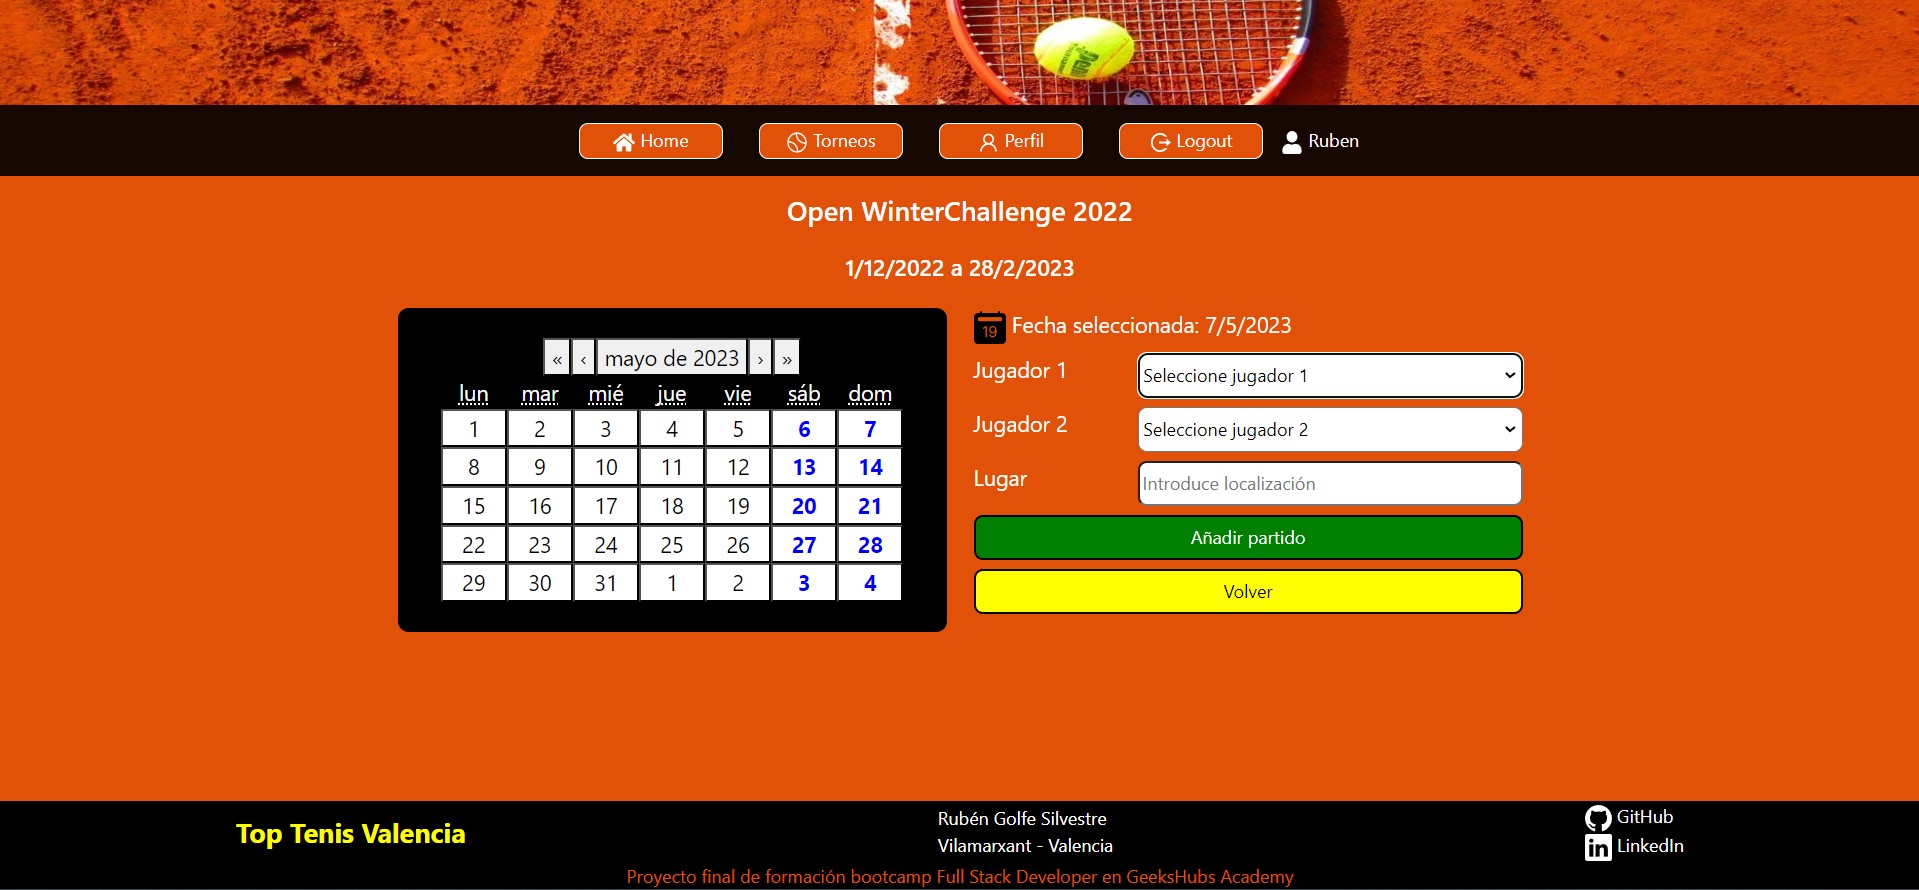 Home Torneos Perfil Logout Ruben
Open WinterChallenge 2022
1/12/2022 a 28/2/2023
« ‹ mayo de 2023 › »
lun mar mié jue vie sáb dom
1 2 3 4 5 6 7
8 9 10 11 12 13 14
15 16 17 18 19 20 21
22 23 24 25 26 27 28
29 30 31 1 2 3 4
19 Fecha seleccionada: 7/5/2023
Jugador 1 Seleccione jugador 1
Jugador 2 Seleccione jugador 2
Lugar Introduce localización
Añadir partido
Volver
Top Tenis Valencia
Rubén Golfe Silvestre
Vilamarxant - Valencia
GitHub
LinkedIn
Proyecto final de formación bootcamp Full Stack Developer en GeeksHubs Academy